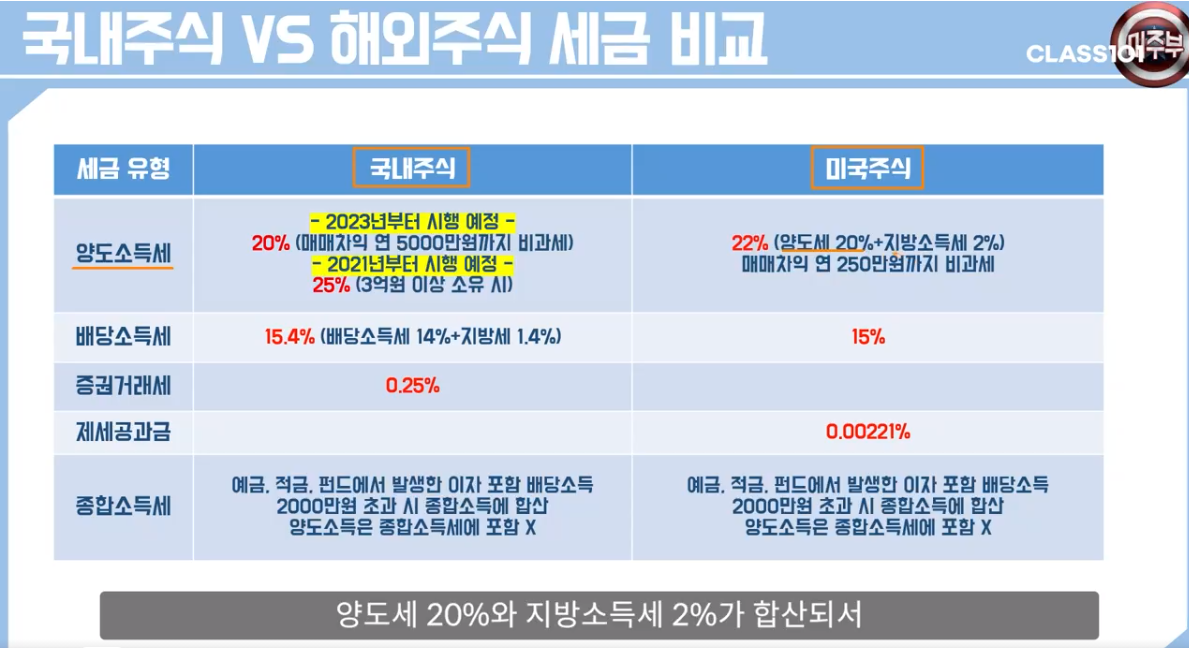 국내주식 VS 해외주식 세금 비교
CLASS101
미주부
세금 유형
국내주식
미국주식
양도소득세
- 2023년부터 시행 예정 -
20% (매매차익 연 5000만원까지 비과세)
- 2021년부터 시행 예정 -
25% (3억원 이상 소유 시)
22% (양도세 20%+지방소득세 2%)
매매차익 연 250만원까지 비과세
배당소득세
15.4% (배당소득세 14%+지방세 1.4%)
15%
증권거래세
0.25%
제세공과금
0.00221%
종합소득세
예금, 적금, 펀드에서 발생한 이자 포함 배당소득
2000만원 초과 시 종합소득에 합산
양도소득은 종합소득세에 포함 X
예금, 적금, 펀드에서 발생한 이자 포함 배당소득
2000만원 초과 시 종합소득에 합산
양도소득은 종합소득세에 포함 X
양도세 20%와 지방소득세 2%가 합산되서